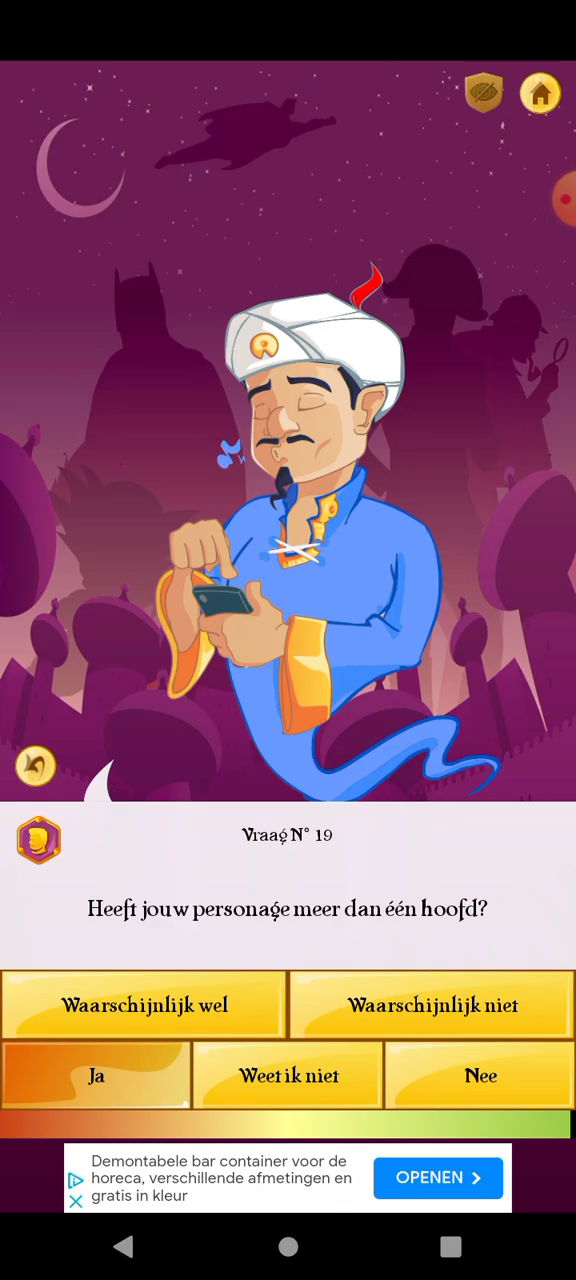 Vraag N° 19
Heeft jouw personage meer dan één hoofd?
Waarschijnlijk wel
Waarschijnlijk niet
Ja
Weet ik niet
Nee
Demontabele bar container voor de
horeca, verschillende afmetingen en
gratis in kleur
OPENEN